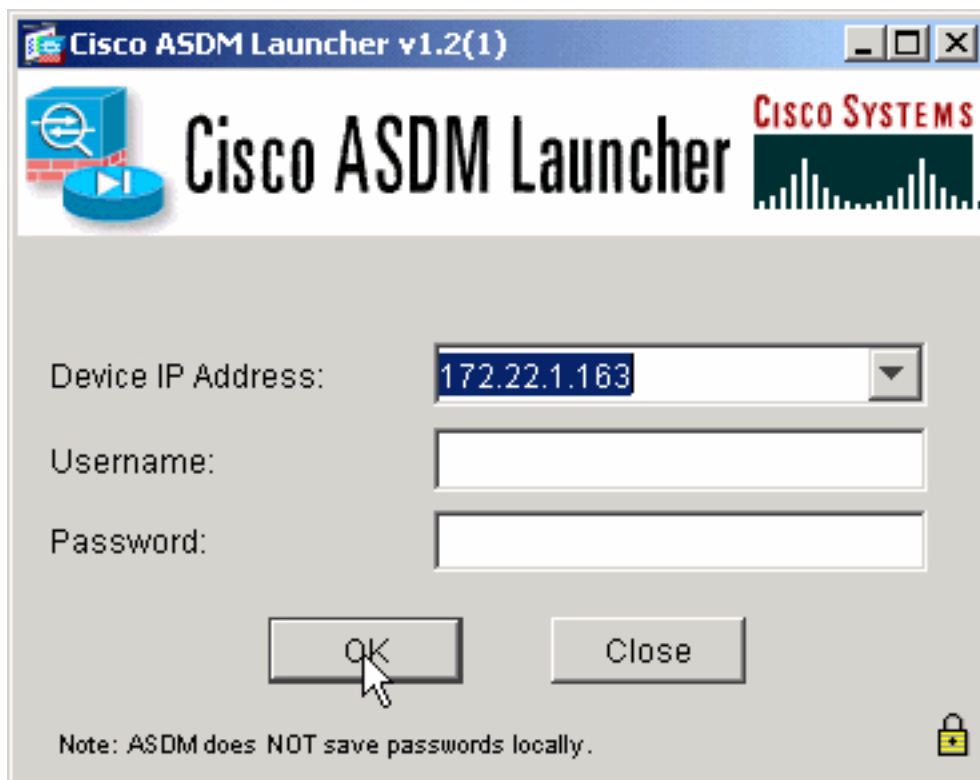 Cisco ASDM Launcher v1.2(1)
Cisco ASDM Launcher
CISCO SYSTEMS
Device IP Address:
172.22.1.163
Username:
Password:
OK
Close
Note: ASDM does NOT save passwords locally.